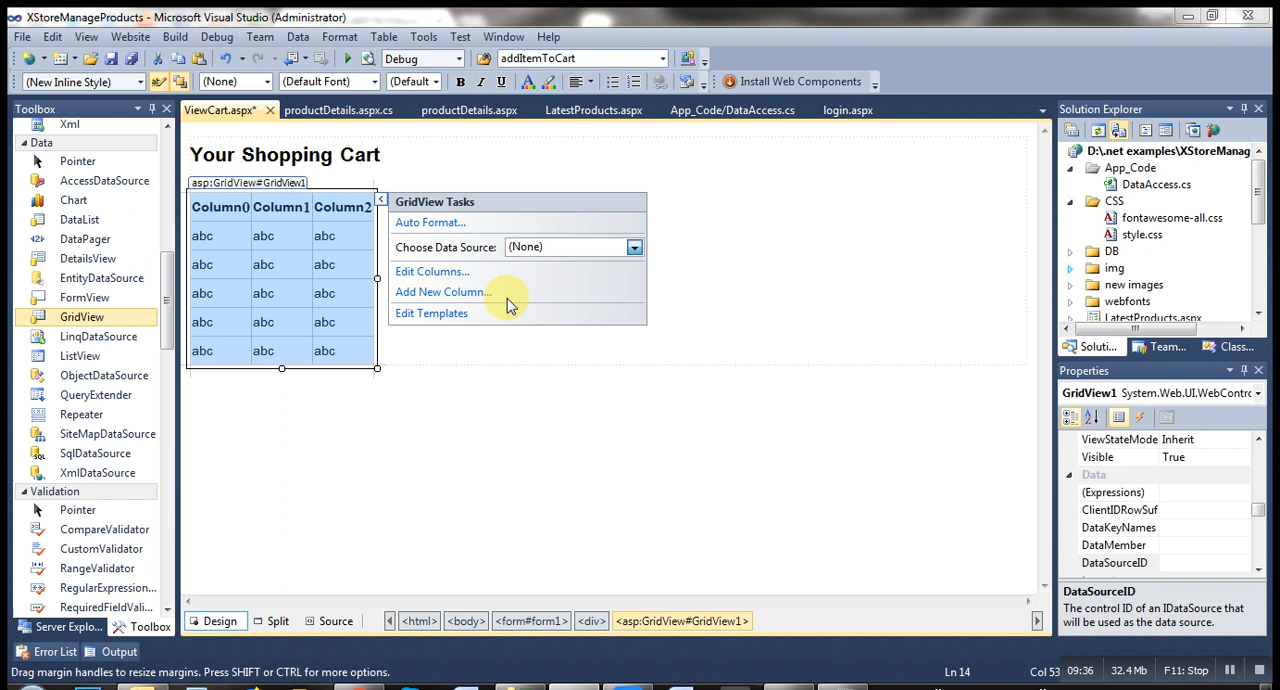 XStoreManageProducts - Microsoft Visual Studio (Administrator)
File Edit View Website Build Debug Team Data Format Table Tools Test Window Help
Debug addItemToCart
(New Inline Style) (None) (Default Font) (Default B I U A Install Web Components
Toolbox
ViewCart.aspx* productDetails.aspx.cs productDetails.aspx LatestProducts.aspx App_Code/DataAccess.cs login.aspx
Xml
Data
Pointer
AccessDataSource
Chart
DataList
DataPager
DetailsView
EntityDataSource
FormView
GridView
LinqDataSource
ListView
ObjectDataSource
QueryExtender
Repeater
SiteMapDataSource
SqlDataSource
XmlDataSource
Validation
Pointer
CompareValidator
CustomValidator
RangeValidator
RegularExpression...
RequiredFieldVali...
Server Explo... Toolbox
Your Shopping Cart
asp:GridView#GridView1
Column0 Column1 Column2
abc abc abc
abc abc abc
abc abc abc
abc abc abc
abc abc abc
GridView Tasks
Auto Format...
Choose Data Source: (None)
Edit Columns...
Add New Column...
Edit Templates
Design Split Source <html> <body> <form#form1> <div> <asp:GridView#GridView1>
Solution Explorer
D:\.net examples\XStoreManag
App_Code
DataAccess.cs
CSS
fontawesome-all.css
style.css
DB
img
new images
webfonts
LatestProducts.aspx
Soluti... Team... Class...
Properties
GridView1 System.Web.UI.WebContrc
ViewStateMode Inherit
Visible True
Data
(Expressions)
ClientIDRowSuf
DataKeyNames
DataMember
DataSourceID
DataSourceID
The control ID of an IDataSource that
will be used as the data source.
Error List Output
Drag margin handles to resize margins. Press SHIFT or CTRL for more options. Ln 14 Col 53 09:36 32.4 Mb F11: Stop